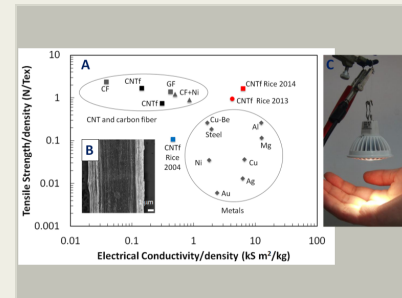 A
B
C
Tensile Strength/density (N/Tex)
10
1
0.1
0.01
0.001
0.01
0.1
1
10
100
Electrical Conductivity/density (kS m²/kg)
CNTf
GF
CF
CF+Ni
CNTf
CNT and carbon fiber
CNTf Rice 2014
CNTf Rice 2013
CNTf
Rice
2004
Cu-Be
Steel
Al
Mg
Ni
Cu
Ag
Au
Metals